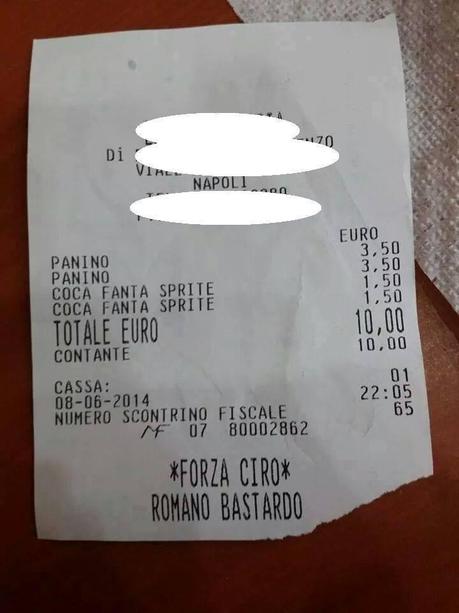 Di
NAPOLI
EURO
PANINO 3,50
PANINO 3,50
COCA FANTA SPRITE 1,50
COCA FANTA SPRITE 1,50
TOTALE EURO 10,00
CONTANTE 10,00
CASSA: 01
08-06-2014 22:05
NUMERO SCONTRINO FISCALE 65
MF 07 80002862
*FORZA CIRO*
ROMANO BASTARDO